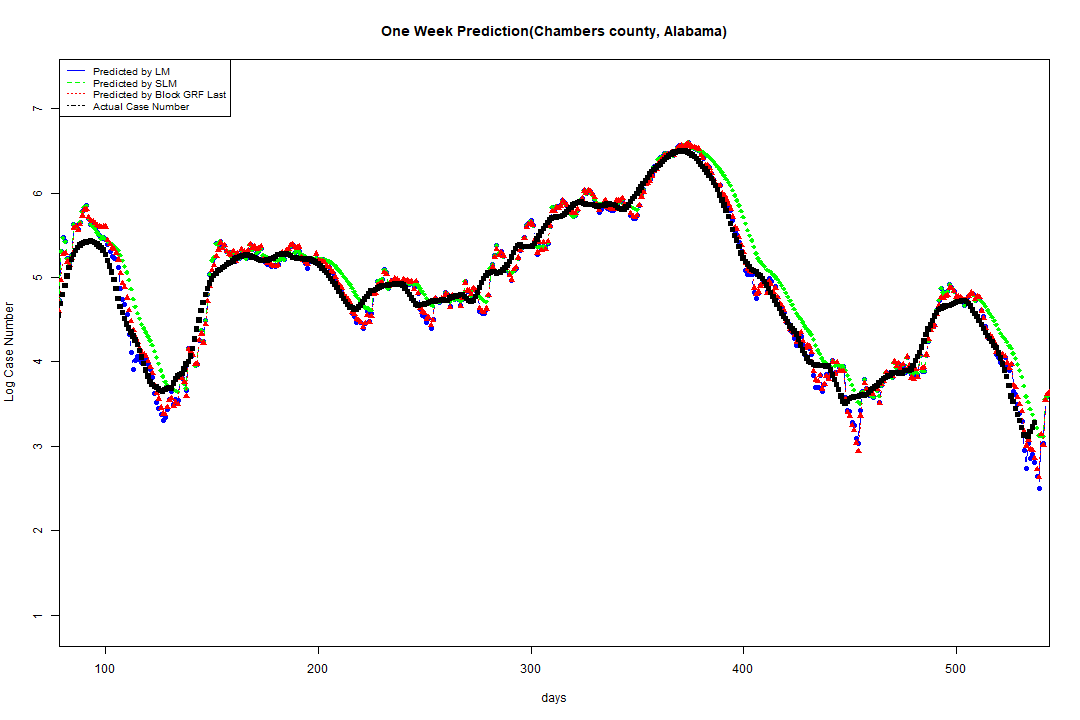 One Week Prediction(Chambers county, Alabama)
Predicted by LM
Predicted by SLM
Predicted by Block GRF Last
Actual Case Number
7
6
5
4
3
2
1
Log Case Number
100 200 300 400 500
days